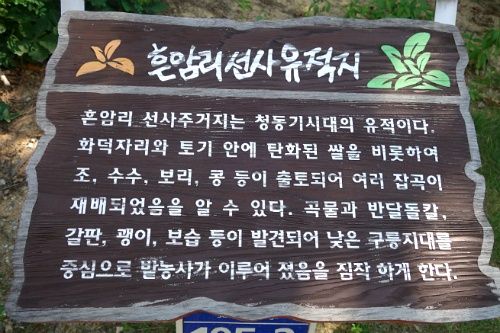 흔암리선사유적지
흔암리 선사주거지는 청동기시대의 유적이다.
화덕자리와 토기 안에 탄화된 쌀을 비롯하여
조, 수수, 보리, 콩 등이 출토되어 여러 잡곡이
재배되었음을 알 수 있다. 곡물과 반달돌칼,
갈판, 괭이, 보습 등이 발견되어 낮은 구릉지대를
중심으로 밭농사가 이루어 졌음을 짐작 하게 한다.